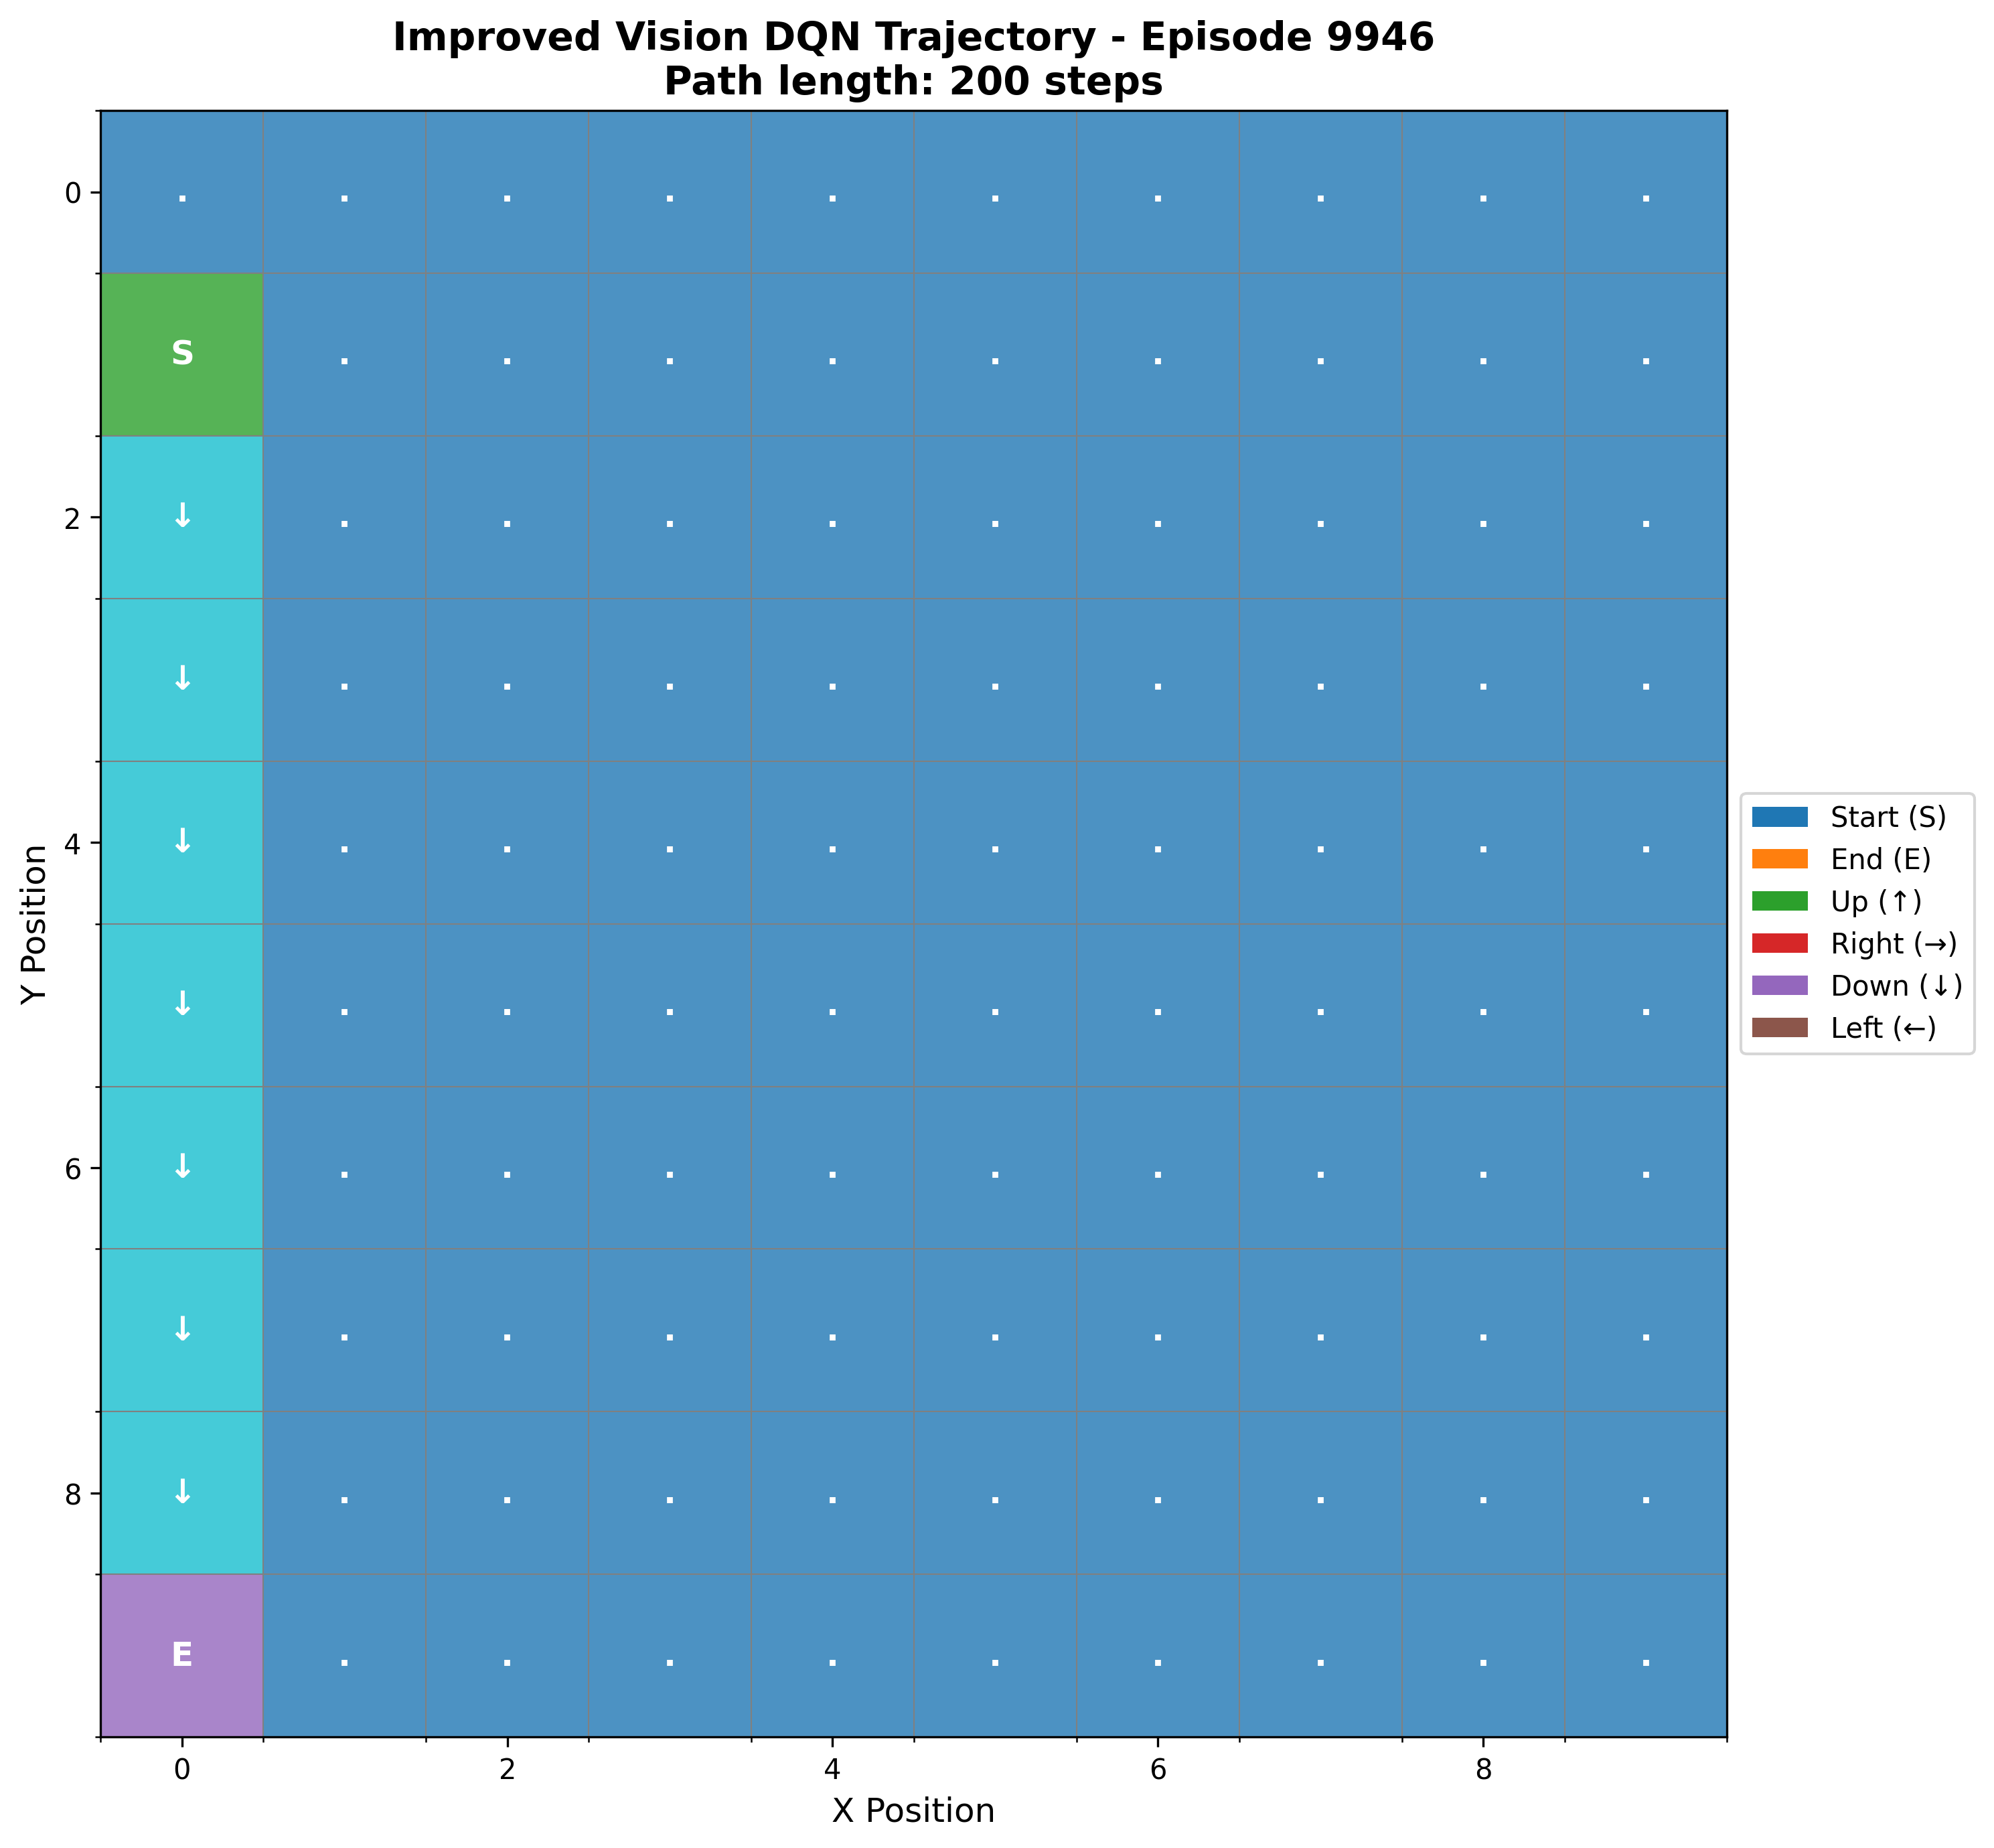 Improved Vision DQN Trajectory - Episode 9946
Path length: 200 steps
0
. . . . . . . . . .
S . . . . . . . . .
2
↓ . . . . . . . . .
↓ . . . . . . . . .
4
↓ . . . . . . . . .
↓ . . . . . . . . .
6
↓ . . . . . . . . .
↓ . . . . . . . . .
8
↓ . . . . . . . . .
E . . . . . . . . .
0 2 4 6 8
X Position
Y Position
Start (S)
End (E)
Up (↑)
Right (→)
Down (↓)
Left (←)